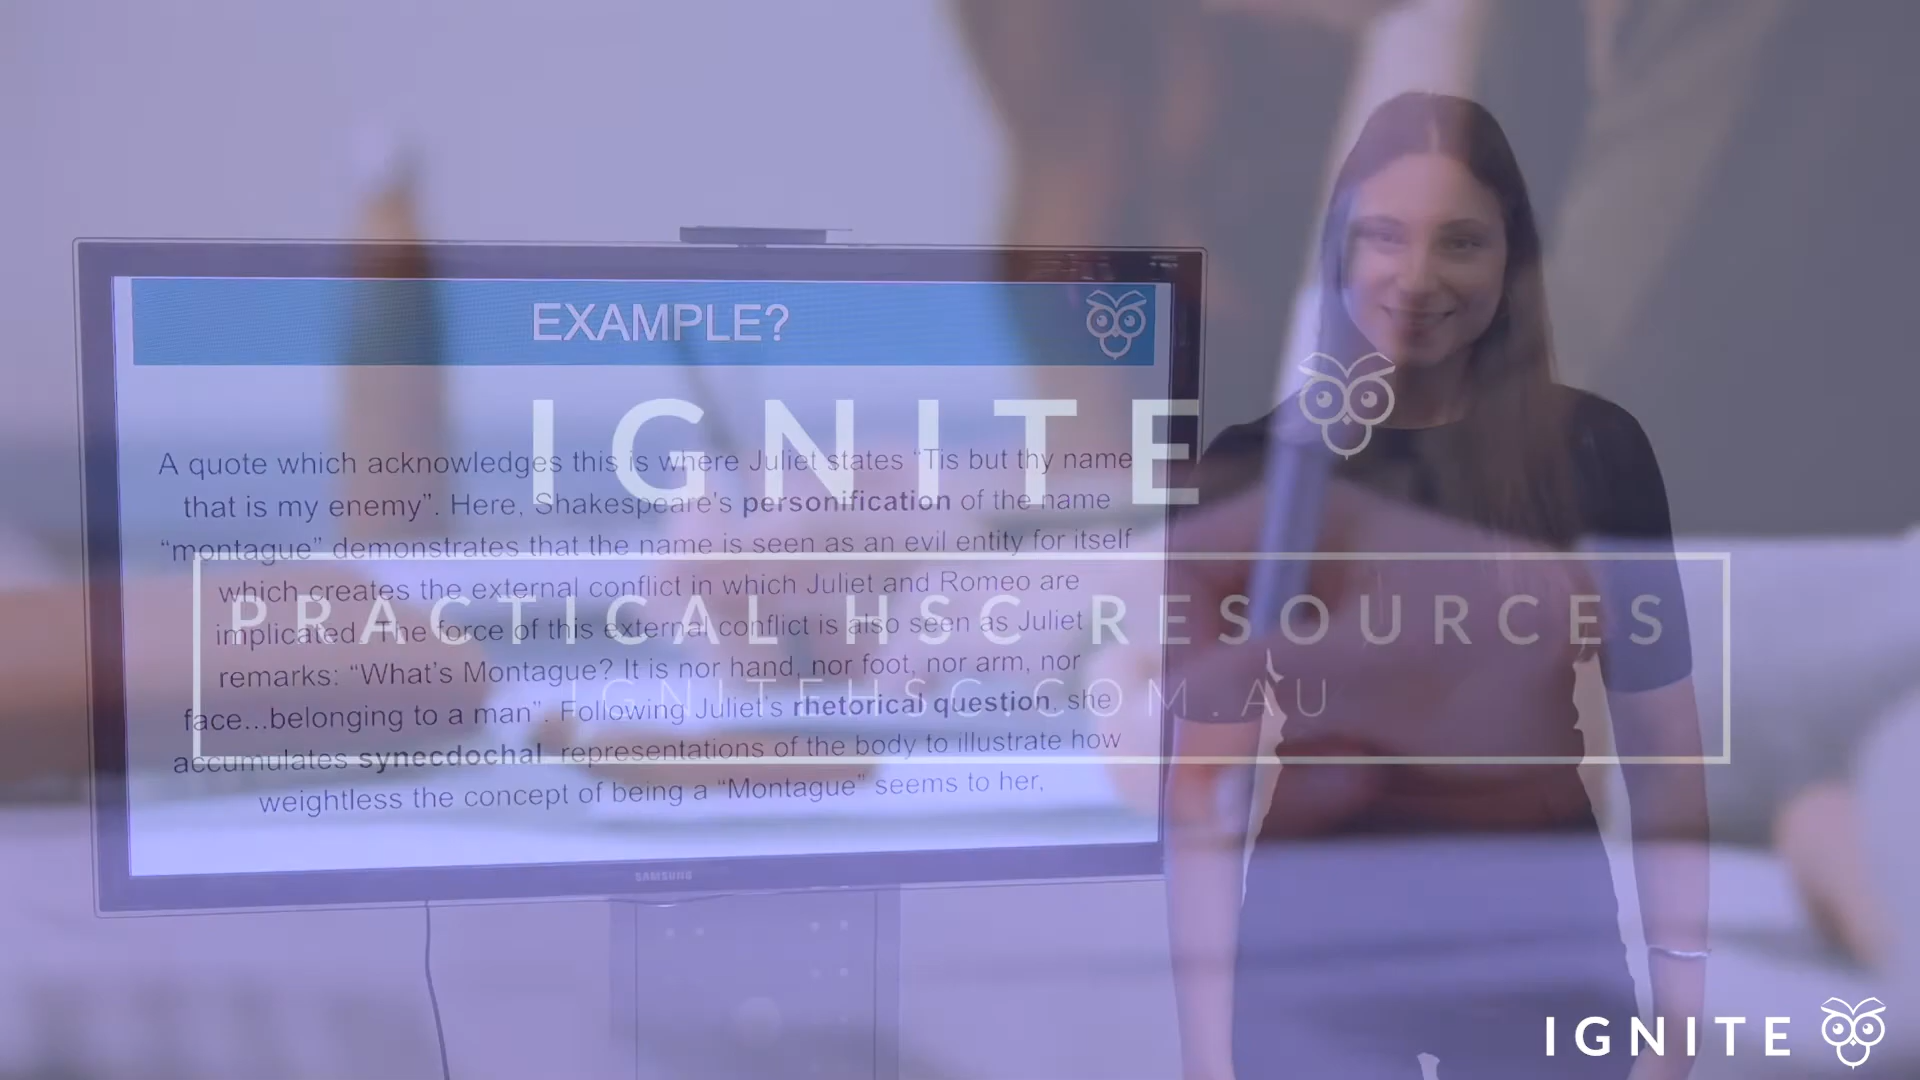 EXAMPLE?
IGNITE
A quote which acknowledges this is where Juliet states “Tis but thy name
that is my enemy”. Here, Shakespeare's personification of the name
“montague” demonstrates that the name is seen as an evil entity for itself
which creates the external conflict in which Juliet and Romeo are
implicated. The force of this external conflict is also seen as Juliet
remarks: “What’s Montague? It is nor hand, nor foot, nor arm, nor
face...belonging to a man”. Following Juliet’s rhetorical question, she
accumulates synecdochal representations of the body to illustrate how
weightless the concept of being a “Montague” seems to her,
PRACTICAL HSC RESOURCES
IGNITEHSC.COM.AU
SAMSUNG
IGNITE